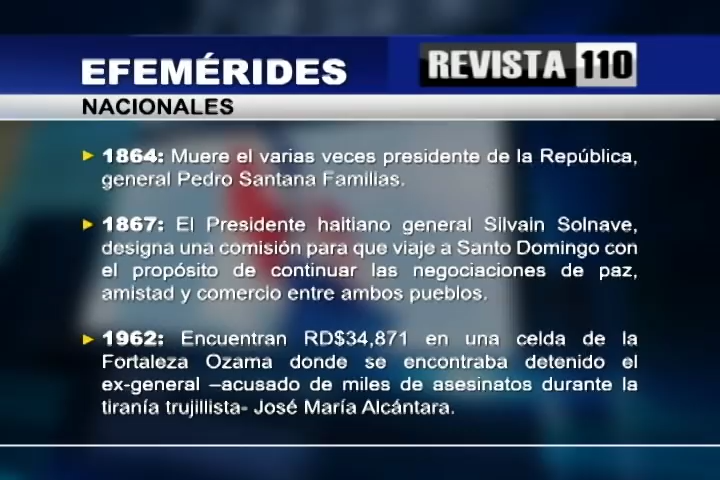 EFEMÉRIDES
REVISTA 110
NACIONALES
1864: Muere el varias veces presidente de la República,
general Pedro Santana Familias.
1867: El Presidente haitiano general Silvain Solnave,
designa una comisión para que viaje a Santo Domingo con
el propósito de continuar las negociaciones de paz,
amistad y comercio entre ambos pueblos.
1962: Encuentran RD$34,871 en una celda de la
Fortaleza Ozama donde se encontraba detenido el
ex-general –acusado de miles de asesinatos durante la
tiranía trujillista- José María Alcántara.